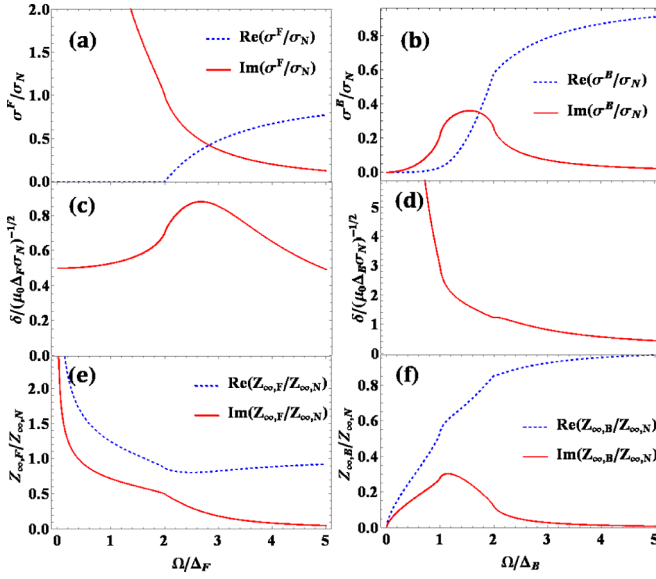 (a)
Re(σ^F/σ_N)
Im(σ^F/σ_N)
σ^F/σ_N
2.0
1.5
1.0
0.5
0.0
(b)
Re(σ^B/σ_N)
Im(σ^B/σ_N)
σ^B/σ_N
0.8
0.6
0.4
0.2
0.0
(c)
δ/(μ₀Δ_Fσ_N)^−1/2
0.8
0.4
0.0
(d)
δ/(μ₀Δ_Bσ_N)^−1/2
5
4
3
2
1
0
(e)
Re(Z_∞,F/Z_∞,N)
Im(Z_∞,F/Z_∞,N)
Z_∞,F/Z_∞,N
2.0
1.5
1.0
0.5
0.0
0 1 2 3 4 5
Ω/Δ_F
(f)
Re(Z_∞,B/Z_∞,N)
Im(Z_∞,B/Z_∞,N)
Z_∞,B/Z_∞,N
0.8
0.6
0.4
0.2
0.0
0 1 2 3 4 5
Ω/Δ_B